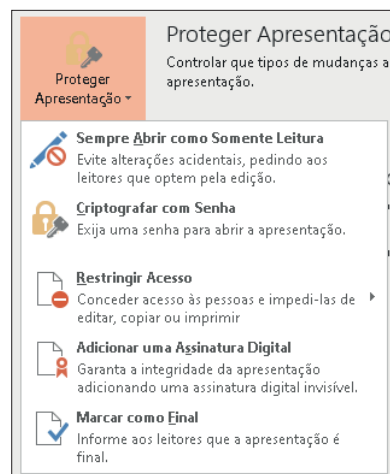 Proteger Apresentação
Controlar que tipos de mudanças a
apresentação.
Proteger
Apresentação
Sempre Abrir como Somente Leitura
Evite alterações acidentais, pedindo aos
leitores que optem pela edição.
Criptografar com Senha
Exija uma senha para abrir a apresentação.
Restringir Acesso
Conceder acesso às pessoas e impedi-las de
editar, copiar ou imprimir
Adicionar uma Assinatura Digital
Garanta a integridade da apresentação
adicionando uma assinatura digital invisível.
Marcar como Final
Informe aos leitores que a apresentação é
final.